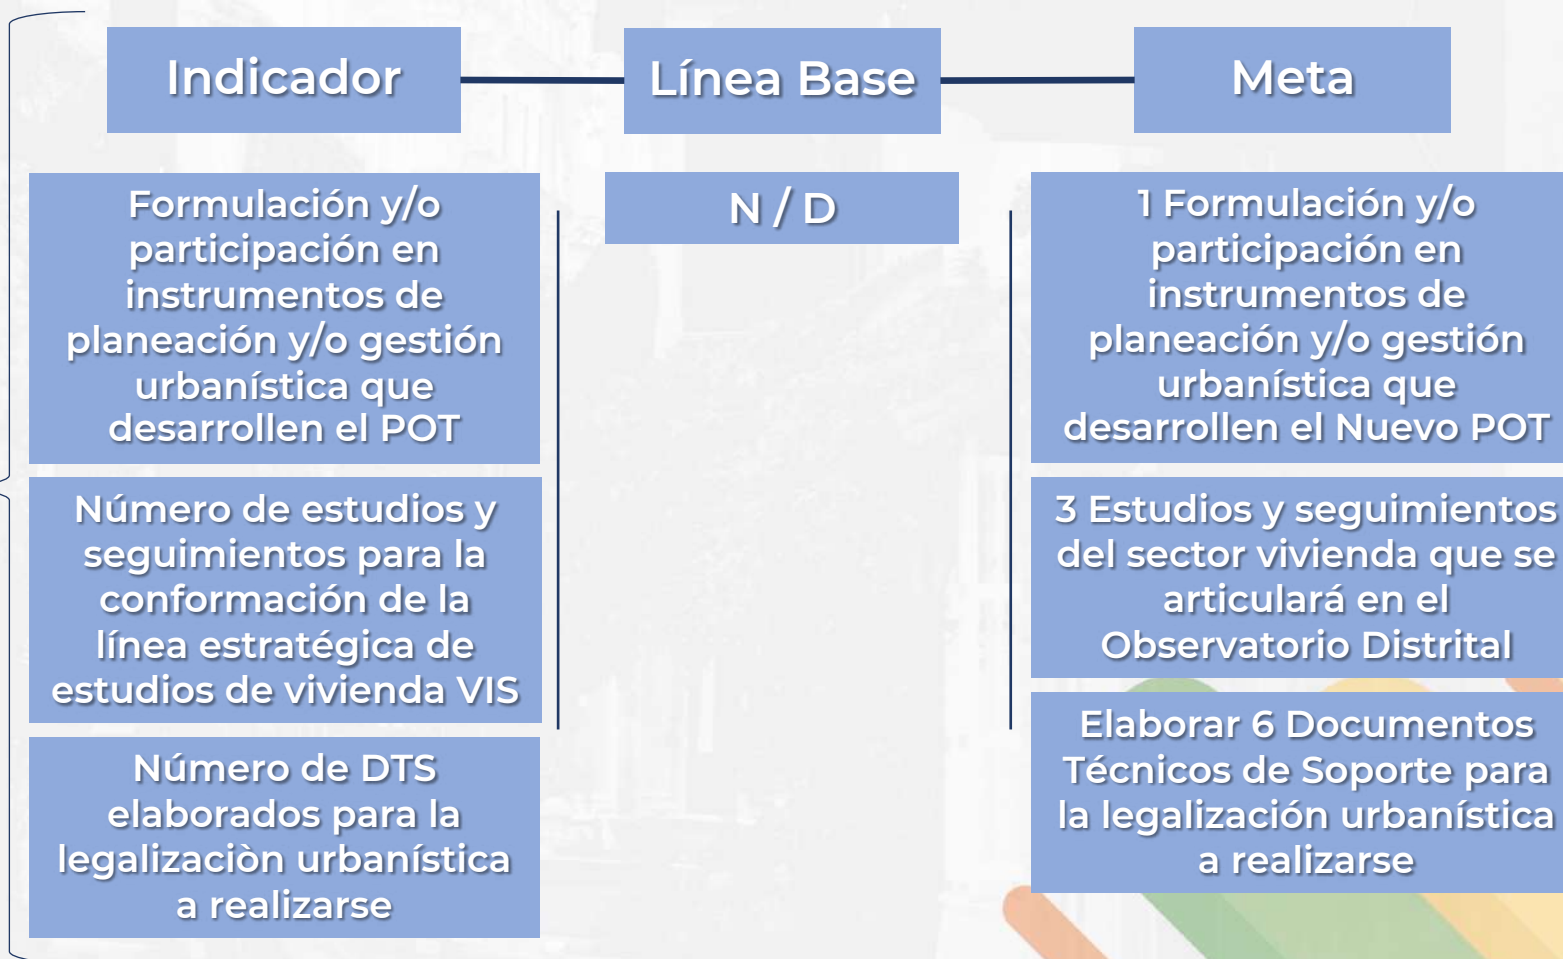 Indicador
Línea Base
Meta
Formulación y/o
participación en
instrumentos de
planeación y/o gestión
urbanística que
desarrollen el POT
N / D
1 Formulación y/o
participación en
instrumentos de
planeación y/o gestión
urbanística que
desarrollen el Nuevo POT
Número de estudios y
seguimientos para la
conformación de la
línea estratégica de
estudios de vivienda VIS
3 Estudios y seguimientos
del sector vivienda que se
articulará en el
Observatorio Distrital
Número de DTS
elaborados para la
legalizaciòn urbanística
a realizarse
Elaborar 6 Documentos
Técnicos de Soporte para
la legalización urbanística
a realizarse